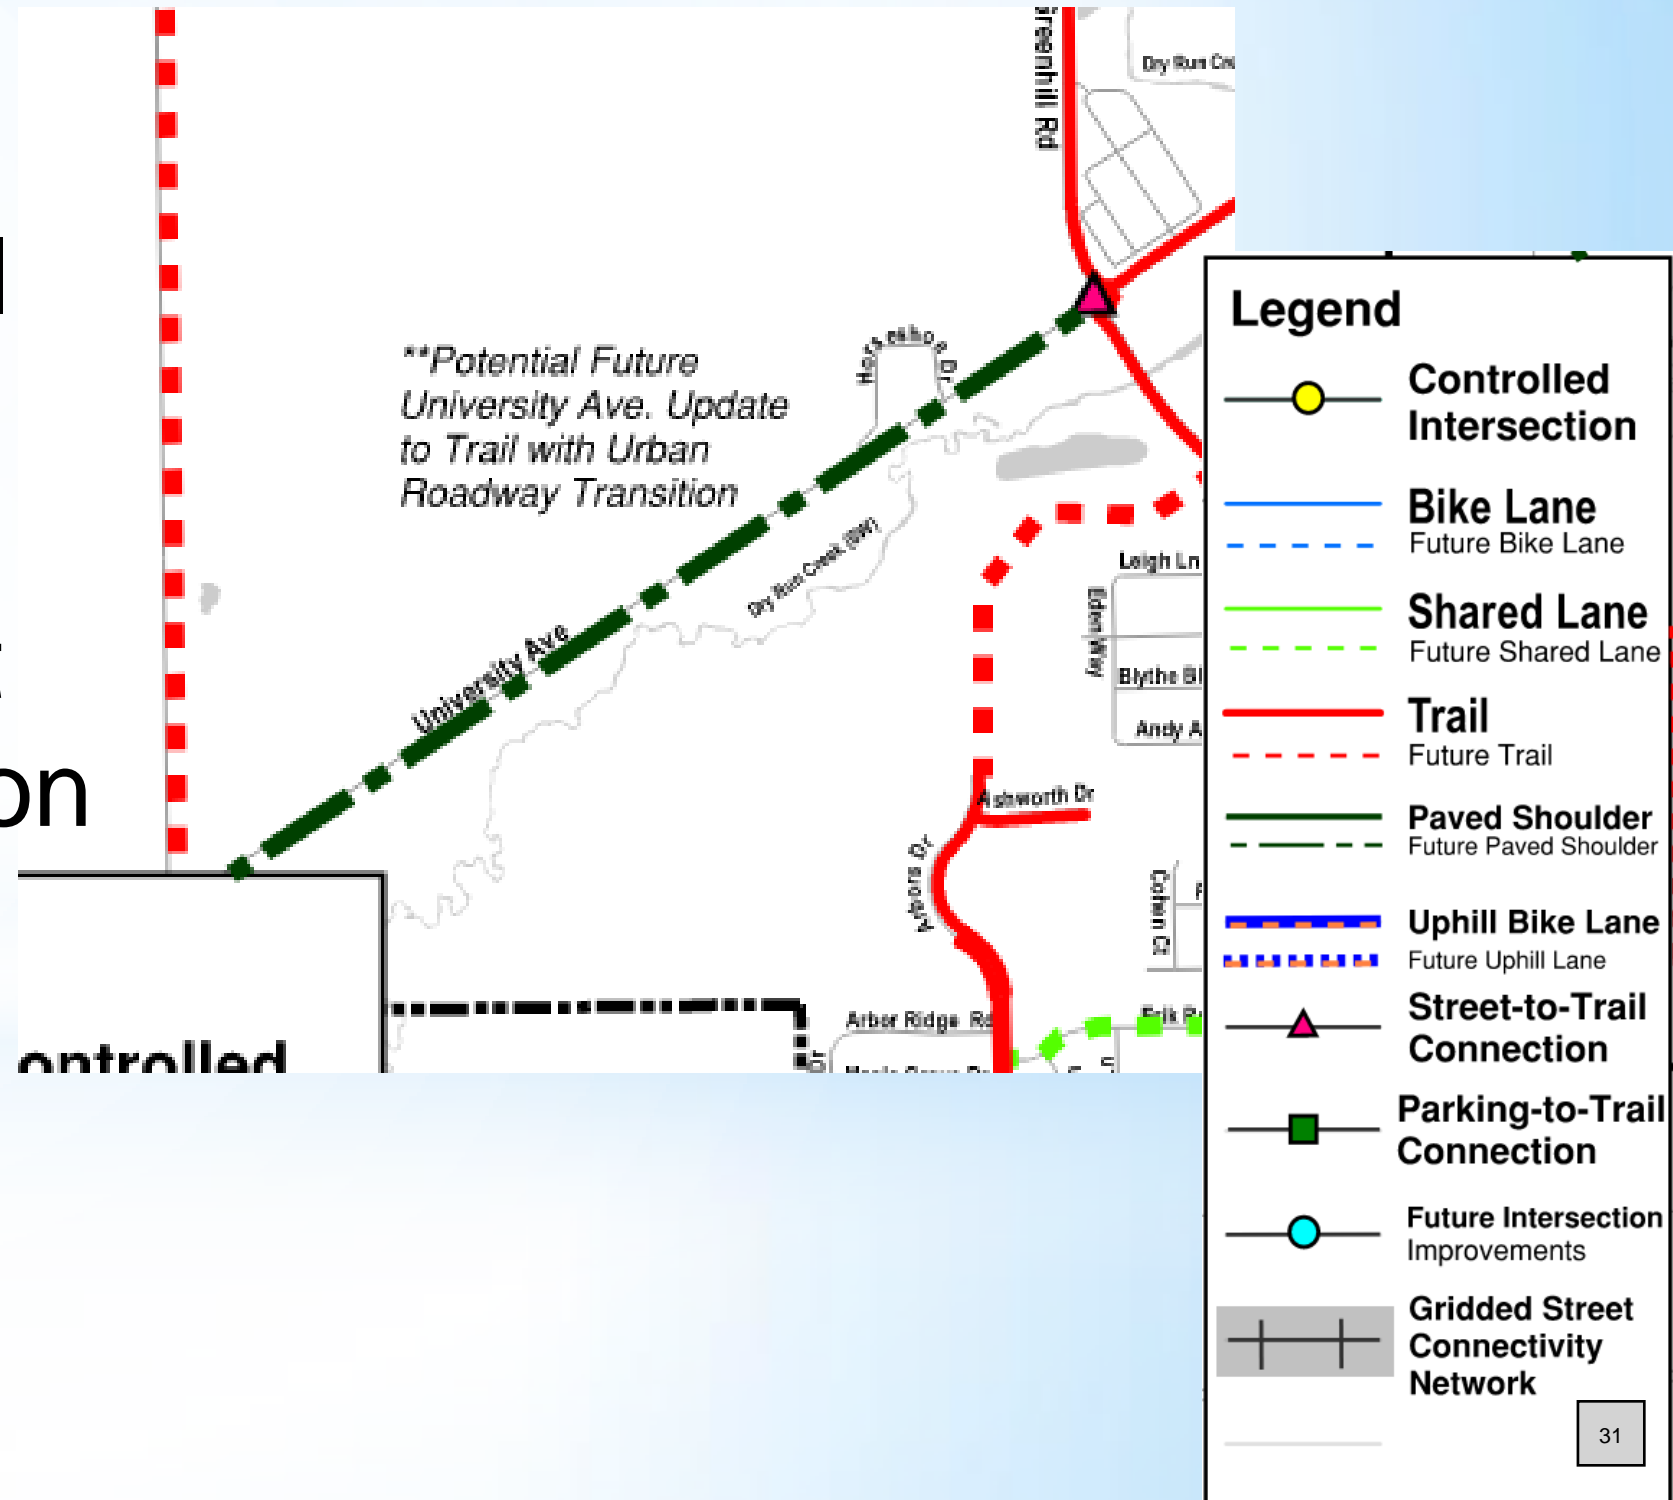 on
Greenhill Rd
Dry Run
Horseshoe Dr
**Potential Future
University Ave. Update
to Trail with Urban
Roadway Transition
Dry Run Creek (SW)
University Ave
Leigh Ln
Eden Way
Blythe Bl
Andy A
Ashworth Dr
Arbors Dr
Cohen Ct
Arbor Ridge Rd
Erik
ontrolled
Legend
Controlled
Intersection
Bike Lane
Future Bike Lane
Shared Lane
Future Shared Lane
Trail
Future Trail
Paved Shoulder
Future Paved Shoulder
Uphill Bike Lane
Future Uphill Lane
Street-to-Trail
Connection
Parking-to-Trail
Connection
Future Intersection
Improvements
Gridded Street
Connectivity
Network
31